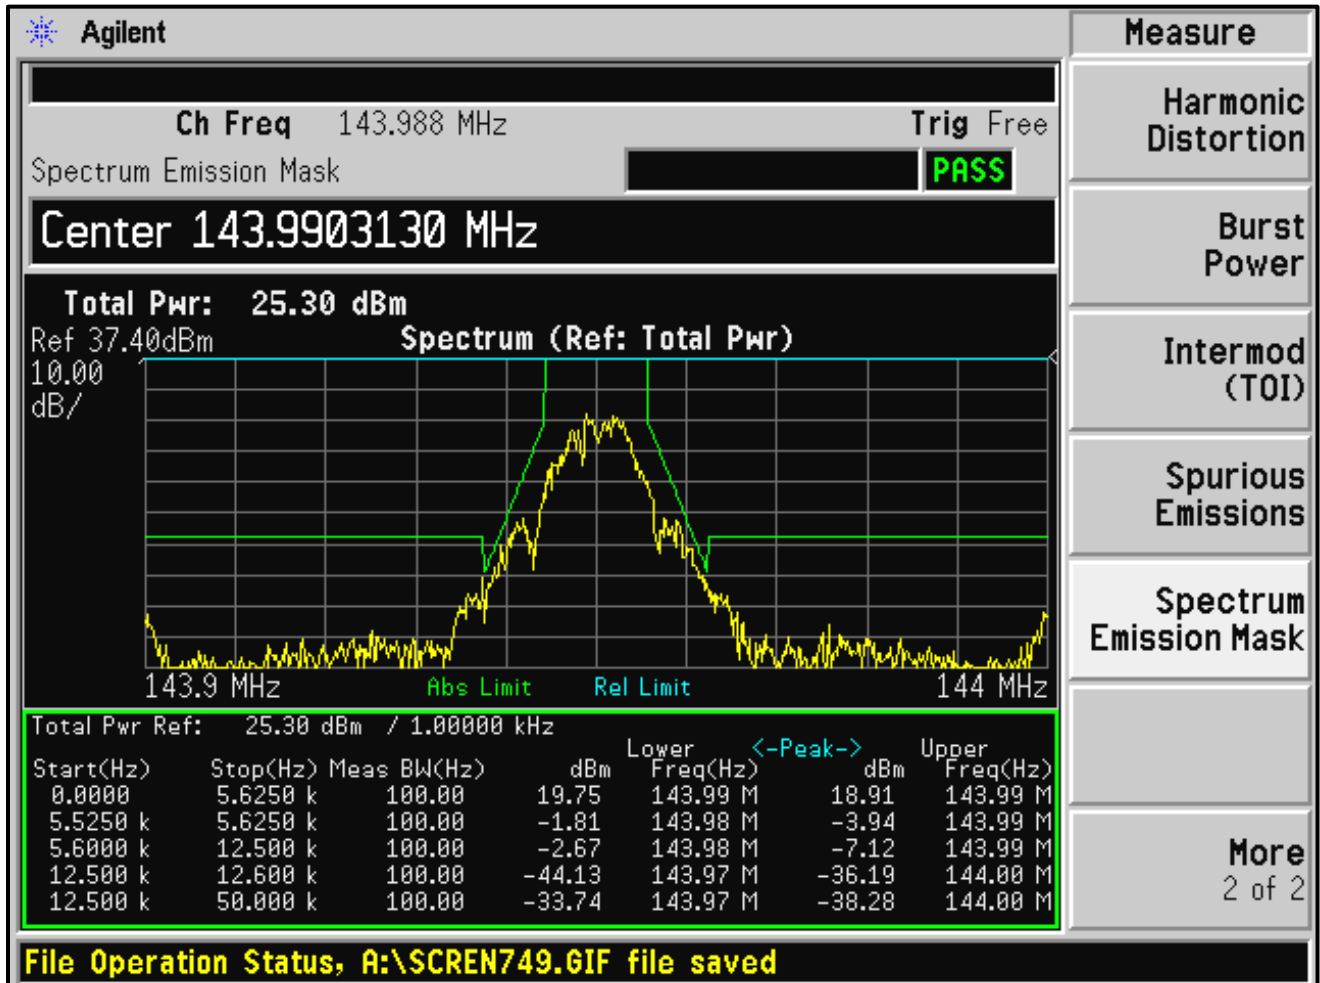 Agilent
Measure
Ch Freq 143.988 MHz Trig Free
Spectrum Emission Mask PASS
Center 143.9903130 MHz
Total Pwr: 25.30 dBm
Ref 37.40dBm Spectrum (Ref: Total Pwr)
10.00
dB/
143.9 MHz Abs Limit Rel Limit 144 MHz
Total Pwr Ref: 25.30 dBm / 1.00000 kHz
Lower <-Peak-> Upper
Start(Hz) Stop(Hz) Meas BW(Hz) dBm Freq(Hz) dBm Freq(Hz)
0.0000 5.6250 k 100.00 19.75 143.99 M 18.91 143.99 M
5.5250 k 5.6250 k 100.00 -1.81 143.98 M -3.94 143.99 M
5.6000 k 12.500 k 100.00 -2.67 143.98 M -7.12 143.99 M
12.500 k 12.600 k 100.00 -44.13 143.97 M -36.19 144.00 M
12.500 k 50.000 k 100.00 -33.74 143.97 M -38.28 144.00 M
Harmonic
Distortion
Burst
Power
Intermod
(TOI)
Spurious
Emissions
Spectrum
Emission Mask
More
2 of 2
File Operation Status, A:\SCREN749.GIF file saved